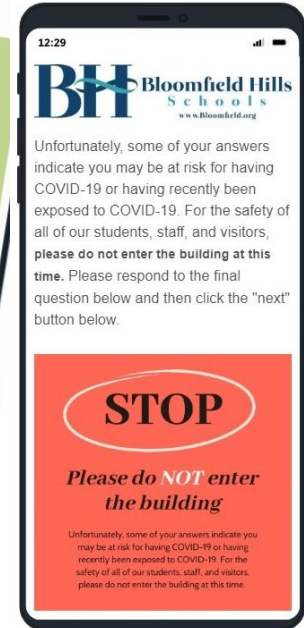 12:29
BH Bloomfield Hills
Schools
www.Bloomfield.org
Unfortunately, some of your answers
indicate you may be at risk for having
COVID-19 or having recently been
exposed to COVID-19. For the safety of
all of our students, staff, and visitors,
please do not enter the building at this
time. Please respond to the final
question below and then click the "next"
button below.
STOP
Please do NOT enter
the building
Unfortunately, some of your answers indicate you
may be at risk for having COVID-19 or having
recently been exposed to COVID-19. For the
safety of all of our students, staff, and visitors,
please do not enter the building at this time.